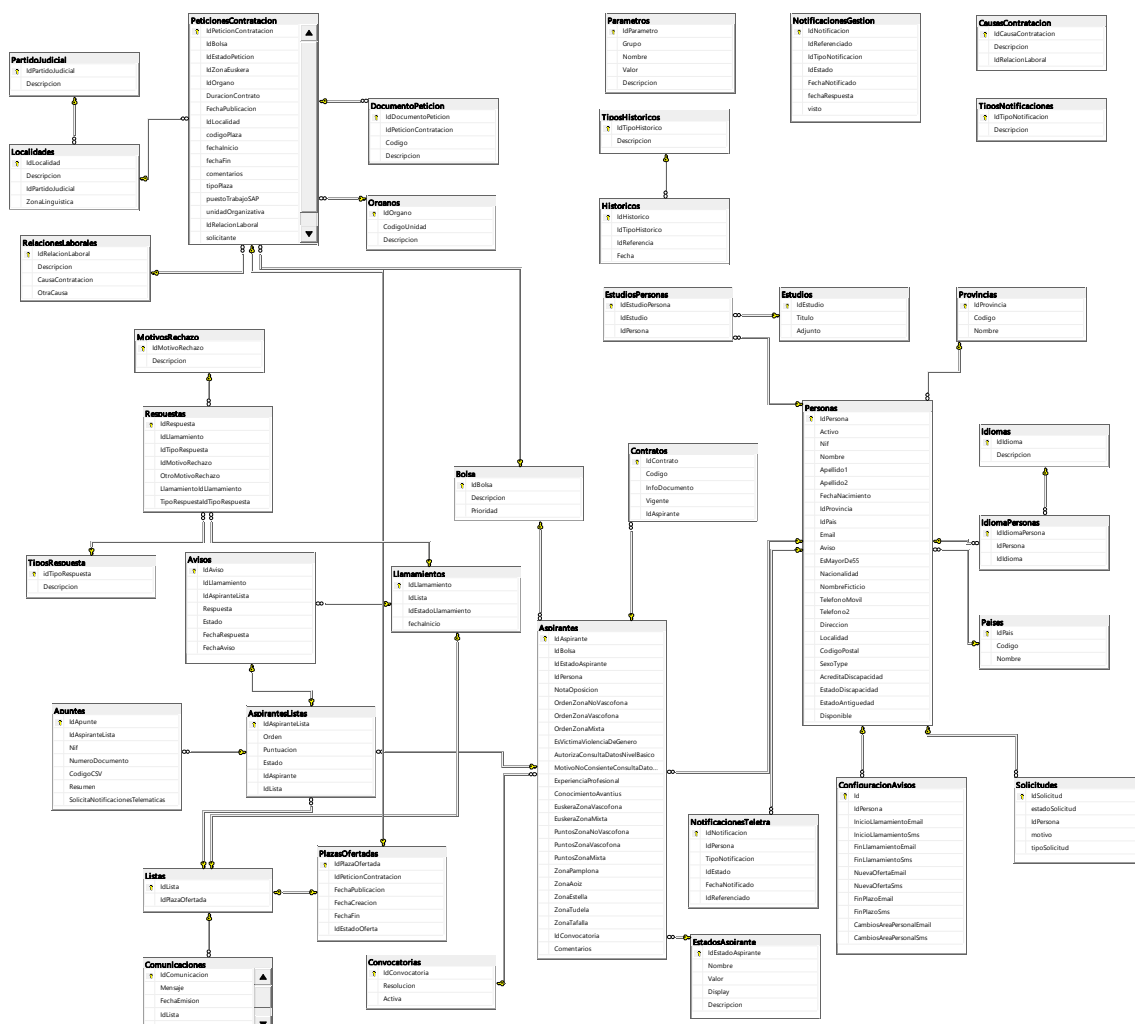 PeticionesContratacion
IdPeticionContratacion
IdBolsa
IdEstadoPeticion
IdZonaEuskera
IdOrgano
DuracionContrato
FechaPublicacion
IdLocalidad
codigoPlaza
fechaInicio
fechaFin
comentarios
tipoPlaza
puestoTrabajoSAP
unidadOrganizativa
IdRelacionLaboral
solicitante
PartidoJudicial
IdPartidoJudicial
Descripcion
Localidades
IdLocalidad
Descripcion
IdPartidoJudicial
ZonaLinguistica
RelacionesLaborales
IdRelacionLaboral
Descripcion
CausaContratacion
OtraCausa
DocumentoPeticion
IdDocumentoPeticion
IdPeticionContratacion
Codigo
Descripcion
Organos
IdOrgano
CodigoUnidad
Descripcion
Parametros
IdParametro
Grupo
Nombre
Valor
Descripcion
NotificacionesGestion
IdNotificacion
IdReferenciado
IdTipoNotificacion
IdEstado
FechaNotificado
fechaRespuesta
visto
CausasContratacion
IdCausaContratacion
Descripcion
IdRelacionLaboral
TiposNotificaciones
IdTipoNotificacion
Descripcion
TiposHistoricos
IdTipoHistorico
Descripcion
Historicos
IdHistorico
IdTipoHistorico
IdReferencia
Fecha
EstudiosPersonas
IdEstudioPersona
IdEstudio
IdPersona
Estudios
IdEstudio
Titulo
Adjunto
Provincias
IdProvincia
Codigo
Nombre
MotivosRechazo
IdMotivoRechazo
Descripcion
Respuestas
IdRespuesta
IdLlamamiento
IdTipoRespuesta
IdMotivoRechazo
OtroMotivoRechazo
LlamamientoIdLlamamiento
TipoRespuestaIdTipoRespuesta
TiposRespuesta
idTipoRespuesta
Descripcion
Avisos
IdAviso
IdLlamamiento
IdAspiranteLista
Respuesta
Estado
FechaRespuesta
FechaAviso
Llamamientos
IdLlamamiento
IdLista
IdEstadoLlamamiento
fechaInicio
Bolsa
IdBolsa
Descripcion
Prioridad
Contratos
IdContrato
Codigo
InfoDocumento
Vigente
IdAspirante
Personas
IdPersona
Activo
Nif
Nombre
Apellido1
Apellido2
FechaNacimiento
IdProvincia
IdPais
Email
Aviso
EsMayorDe55
Nacionalidad
NombreFicticio
TelefonoMovil
Telefono2
Direccion
Localidad
CodigoPostal
SexoType
AcreditaDiscapacidad
EstadoDiscapacidad
EstadoAntiguedad
Disponible
Idiomas
IdIdioma
Descripcion
IdiomaPersonas
IdIdiomaPersona
IdPersona
IdIdioma
Paises
IdPais
Codigo
Nombre
Aspirantes
IdAspirante
IdBolsa
IdEstadoAspirante
IdPersona
NotaOposicion
OrdenZonaNoVascofona
OrdenZonaVascofona
OrdenZonaMixta
EsVictimaViolenciaDeGenero
AutorizaConsultaDatosNivelBasico
MotivoNoConsienteConsultaDato...
ExperienciaProfesional
ConocimientoAvantius
EuskeraZonaVascofona
EuskeraZonaMixta
PuntosZonaNoVascofona
PuntosZonaVascofona
PuntosZonaMixta
ZonaPamplona
ZonaAoiz
ZonaEstella
ZonaTudela
ZonaTafalla
IdConvocatoria
Comentarios
Apuntes
IdApunte
IdAspiranteLista
Nif
NumeroDocumento
CodigoCSV
Resumen
SolicitaNotificacionesTelematicas
AspirantesListas
IdAspiranteLista
Orden
Puntuacion
Estado
IdAspirante
IdLista
Listas
IdLista
IdPlazaOfertada
PlazasOfertadas
IdPlazaOfertada
IdPeticionContratacion
FechaPublicacion
FechaCreacion
FechaFin
IdEstadoOferta
Comunicaciones
IdComunicacion
Mensaje
FechaEmision
IdLista
Convocatorias
IdConvocatoria
Resolucion
Activa
NotificacionesTeletra
IdNotificacion
IdPersona
TipoNotificacion
IdEstado
FechaNotificado
IdReferenciado
EstadosAspirante
IdEstadoAspirante
Nombre
Valor
Display
Descripcion
ConfiguracionAvisos
Id
IdPersona
InicioLlamamientoEmail
InicioLlamamientoSms
FinLlamamientoEmail
FinLlamamientoSms
NuevaOfertaEmail
NuevaOfertaSms
FinPlazoEmail
FinPlazoSms
CambiosAreaPersonalEmail
CambiosAreaPersonalSms
Solicitudes
IdSolicitud
estadoSolicitud
IdPersona
motivo
tipoSolicitud